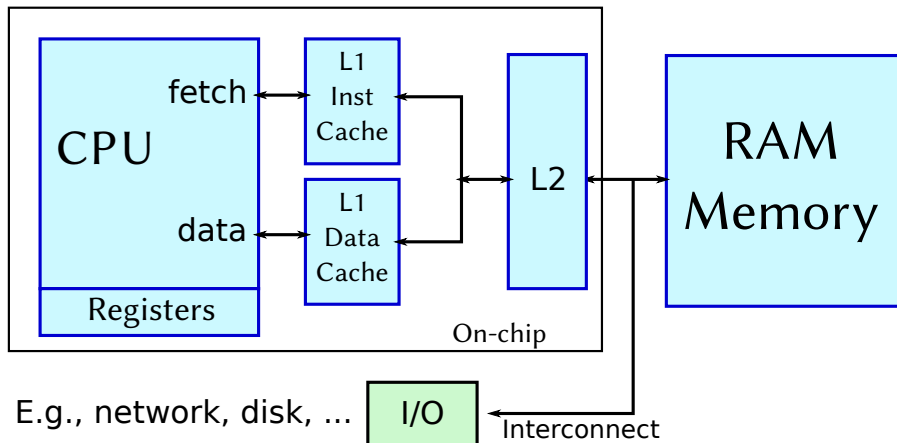 fetch
CPU
data
Registers
L1
Inst
Cache
L1
Data
Cache
L2
On-chip
RAM
Memory
E.g., network, disk, ...
I/O
Interconnect